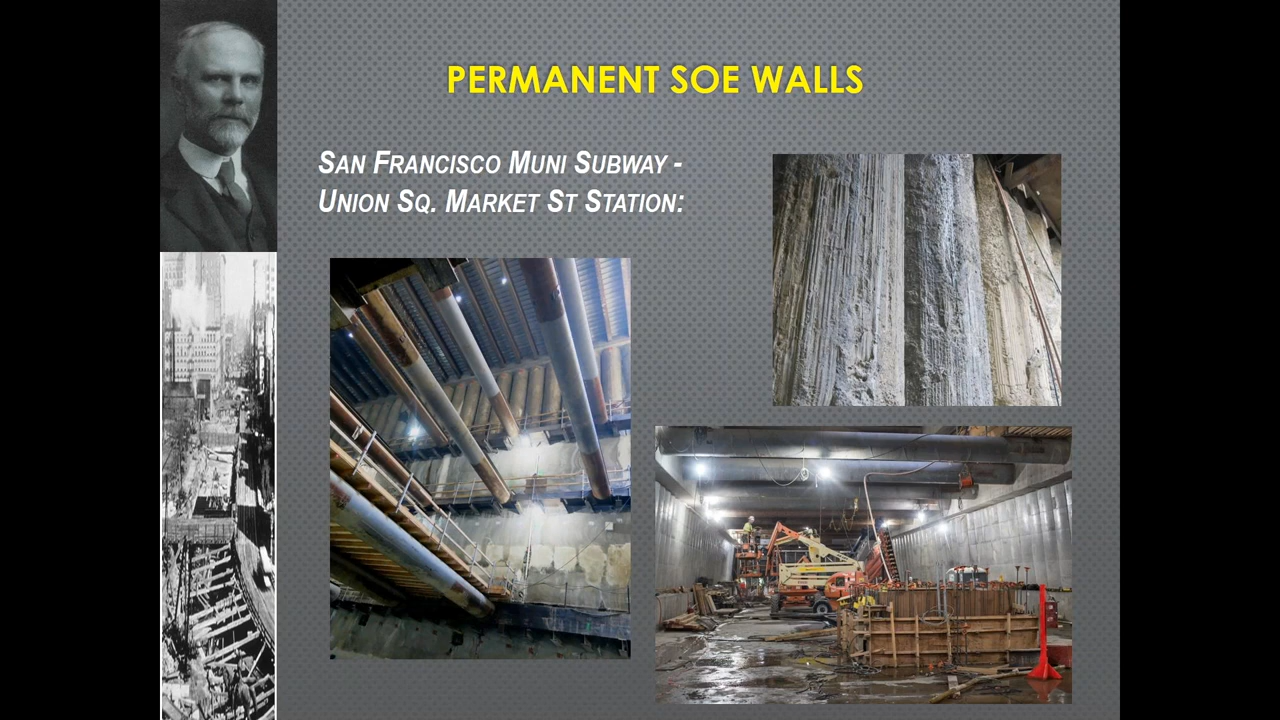 PERMANENT SOE WALLS
SAN FRANCISCO MUNI SUBWAY -
UNION SQ. MARKET ST STATION: